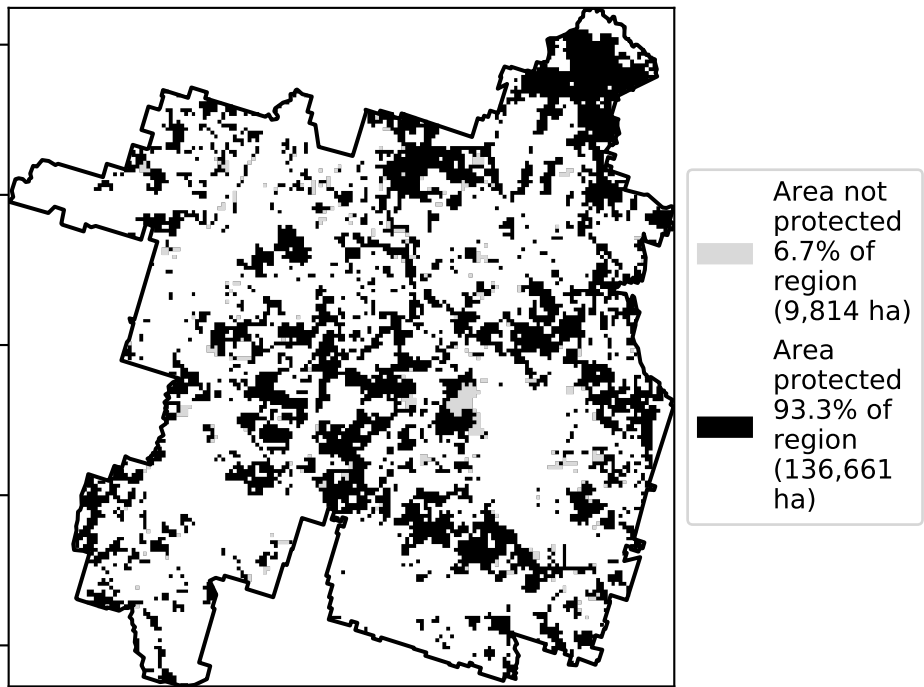 Area not
protected
6.7% of
region
(9,814 ha)
Area
protected
93.3% of
region
(136,661
ha)